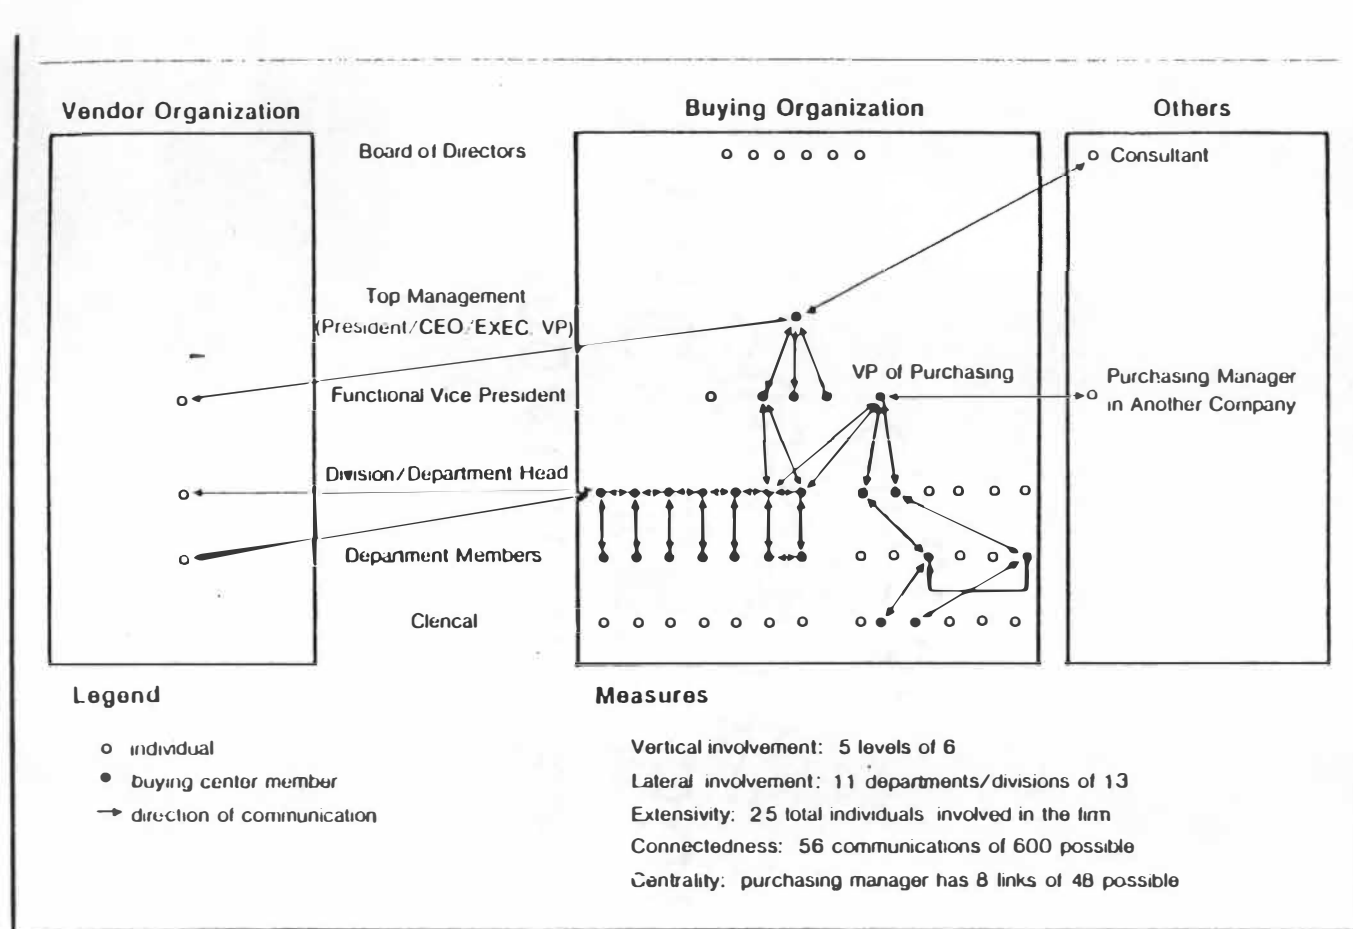 Vendor Organization
Buying Organization
Others
Board of Directors
Consultant
Top Management
(President/CEO/EXEC VP)
VP of Purchasing
Functional Vice President
Purchasing Manager
in Another Company
Division/Department Head
Department Members
Clencal
Legend
individual
buying center member
direction of communication
Measures
Vertical involvement: 5 levels of 6
Lateral involvement: 11 departments/divisions of 13
Extensivity: 25 total individuals involved in the firm
Connectedness: 56 communications of 600 possible
Centrality: purchasing manager has 8 links of 48 possible